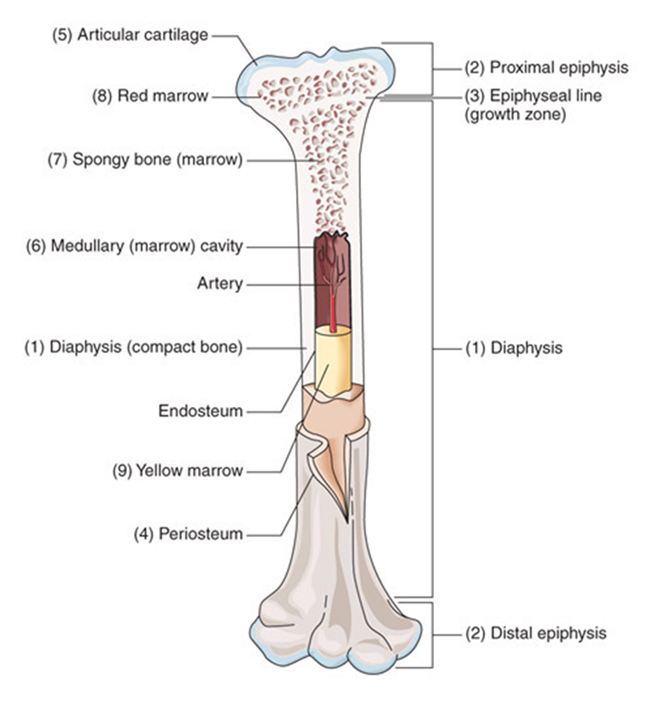 (5) Articular cartilage
(2) Proximal epiphysis
(8) Red marrow
(3) Epiphyseal line
(growth zone)
(7) Spongy bone (marrow)
(6) Medullary (marrow) cavity
Artery
(1) Diaphysis (compact bone)
(1) Diaphysis
Endosteum
(9) Yellow marrow
(4) Periosteum
(2) Distal epiphysis